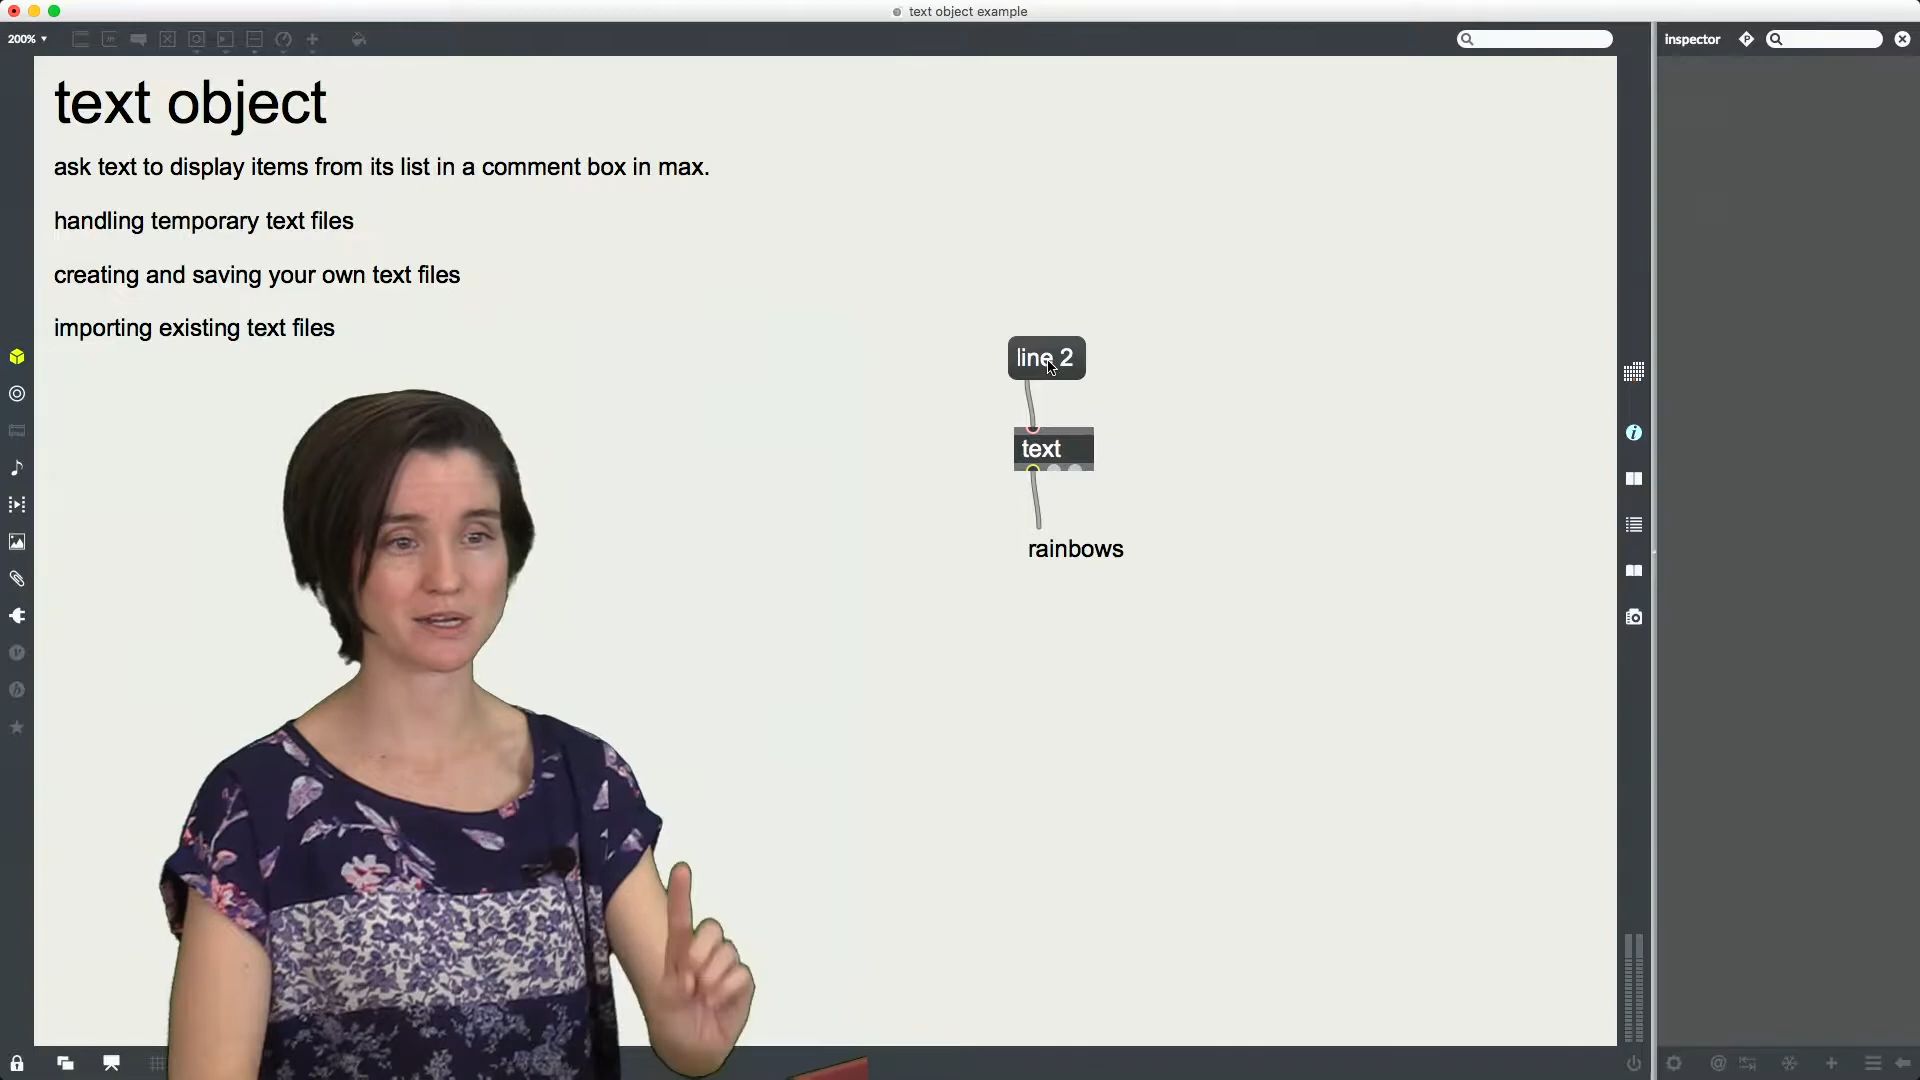 text object example
200%
inspector
text object
ask text to display items from its list in a comment box in max.
handling temporary text files
creating and saving your own text files
importing existing text files
line 2
text
rainbows